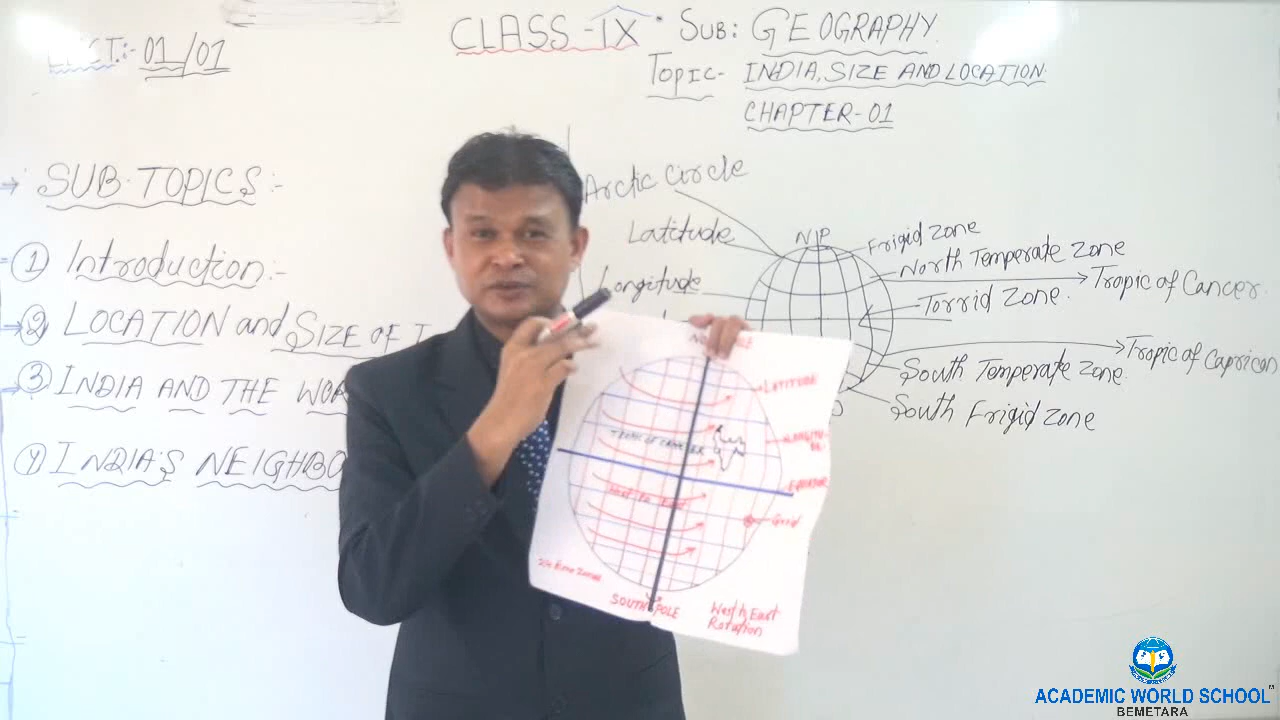 LECT:- 01/01
CLASS-IX
SUB: GEOGRAPHY
TOPIC- INDIA, SIZE AND LOCATION
CHAPTER-01
→ SUB-TOPICS:-
① Introduction:-
→② LOCATION and SIZE OF I
→③ INDIA AND THE WOR
④ INDIA'S NEIGHBO
Arctic Circle
Latitude
Longitude
N|P
Frigid Zone
North Temperate Zone
Tropic of Cancer
Torrid Zone.
Tropic of Capricon
South Temperate Zone.
South Frigid Zone
LATITUDE
TROPIC OF CANCER
EQUATOR
Grid
SOUTH POLE
West to East
Rotation
ACADEMIC WORLD SCHOOL
BEMETARA